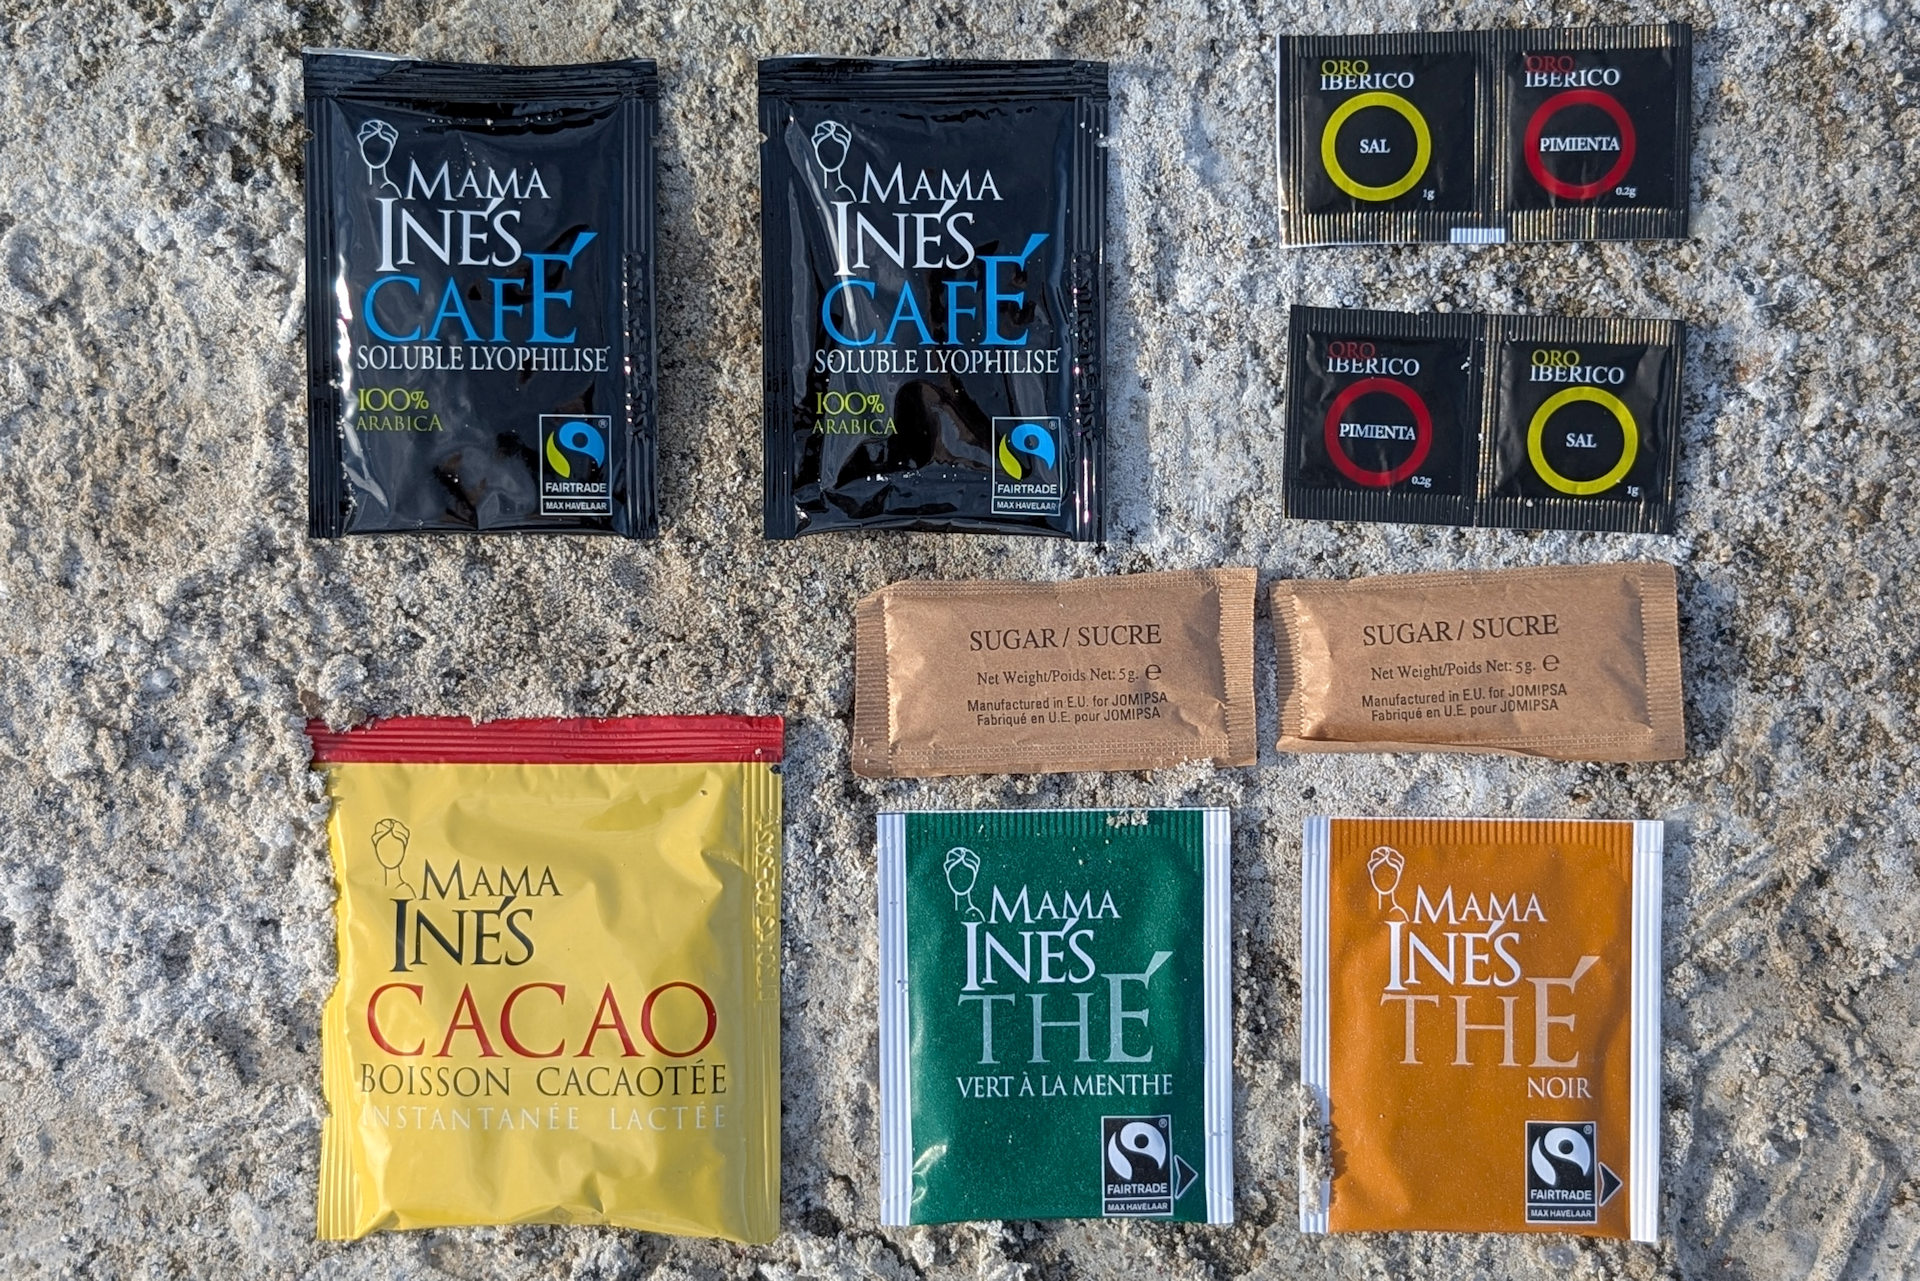 MAMA
INÉS
CAFÉ
SOLUBLE LYOPHILISÉ
100%
ARABICA
®
FAIRTRADE
MAX HAVELAAR
MAMA
INÉS
CAFÉ
SOLUBLE LYOPHILISÉ
100%
ARABICA
®
FAIRTRADE
MAX HAVELAAR
ORO
IBERICO
SAL
1g
ORO
IBERICO
PIMIENTA
0.2g
ORO
IBERICO
PIMIENTA
0.2g
ORO
IBERICO
SAL
1g
SUGAR / SUCRE
Net Weight/Poids Net: 5g. ℮
Manufactured in E.U. for JOMIPSA
Fabriqué en U.E. pour JOMIPSA
SUGAR / SUCRE
Net Weight/Poids Net: 5g. ℮
Manufactured in E.U. for JOMIPSA
Fabriqué en U.E. pour JOMIPSA
MAMA
INÉS
CACAO
BOISSON CACAOTÉE
INSTANTANÉE LACTÉE
MAMA
INÉS
THÉ
VERT À LA MENTHE
®
FAIRTRADE
MAX HAVELAAR
MAMA
INÉS
THÉ
NOIR
®
FAIRTRADE
MAX HAVELAAR